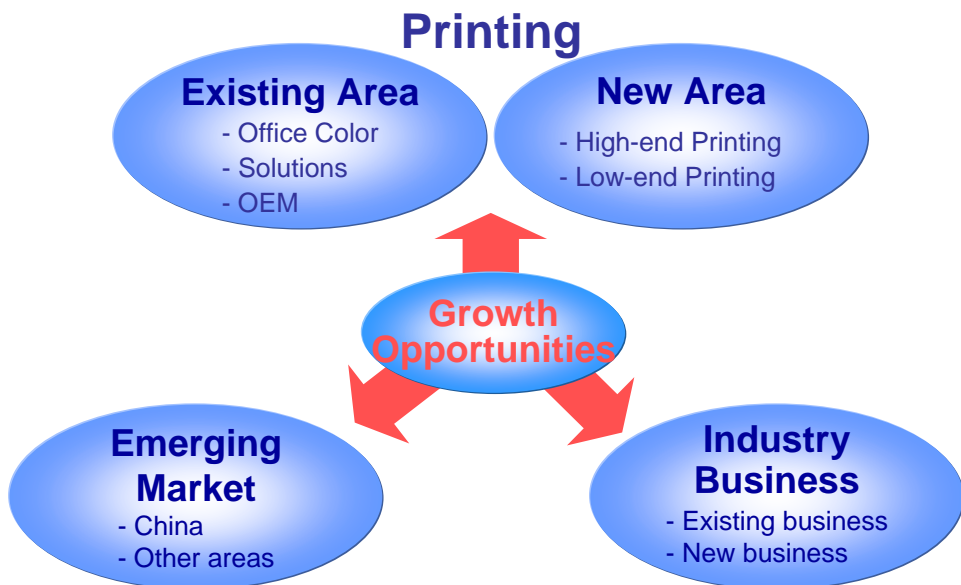 Printing
Existing Area
- Office Color
- Solutions
- OEM
New Area
- High-end Printing
- Low-end Printing
Growth
Opportunities
Emerging
Market
- China
- Other areas
Industry
Business
- Existing business
- New business